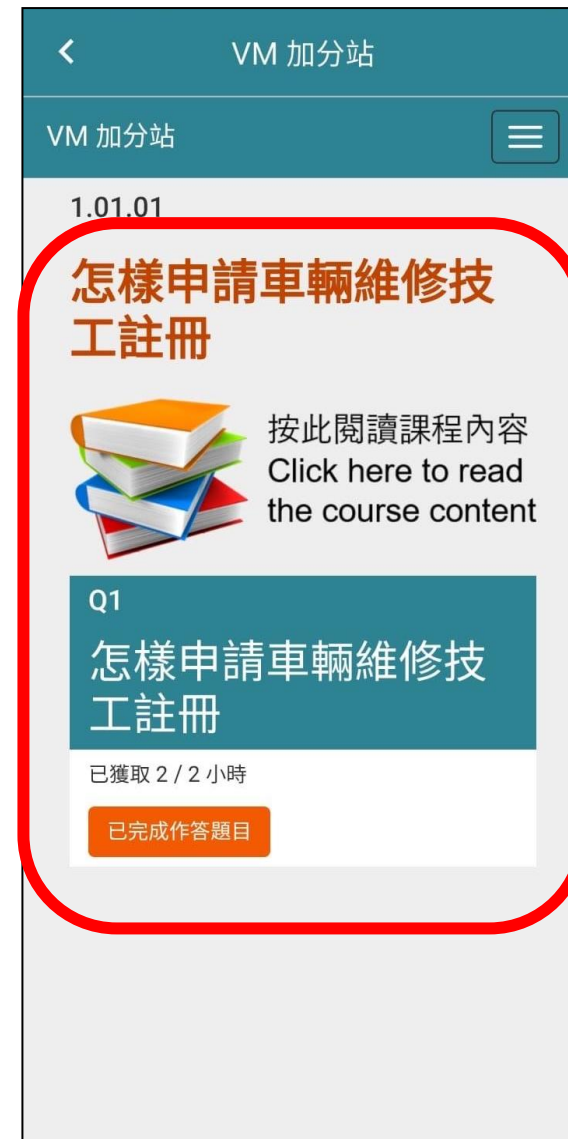 VM 加分站
VM 加分站
1.01.01
怎樣申請車輛維修技
工註冊
按此閱讀課程內容
Click here to read
the course content
Q1
怎樣申請車輛維修技
工註冊
已獲取 2 / 2 小時
已完成作答題目